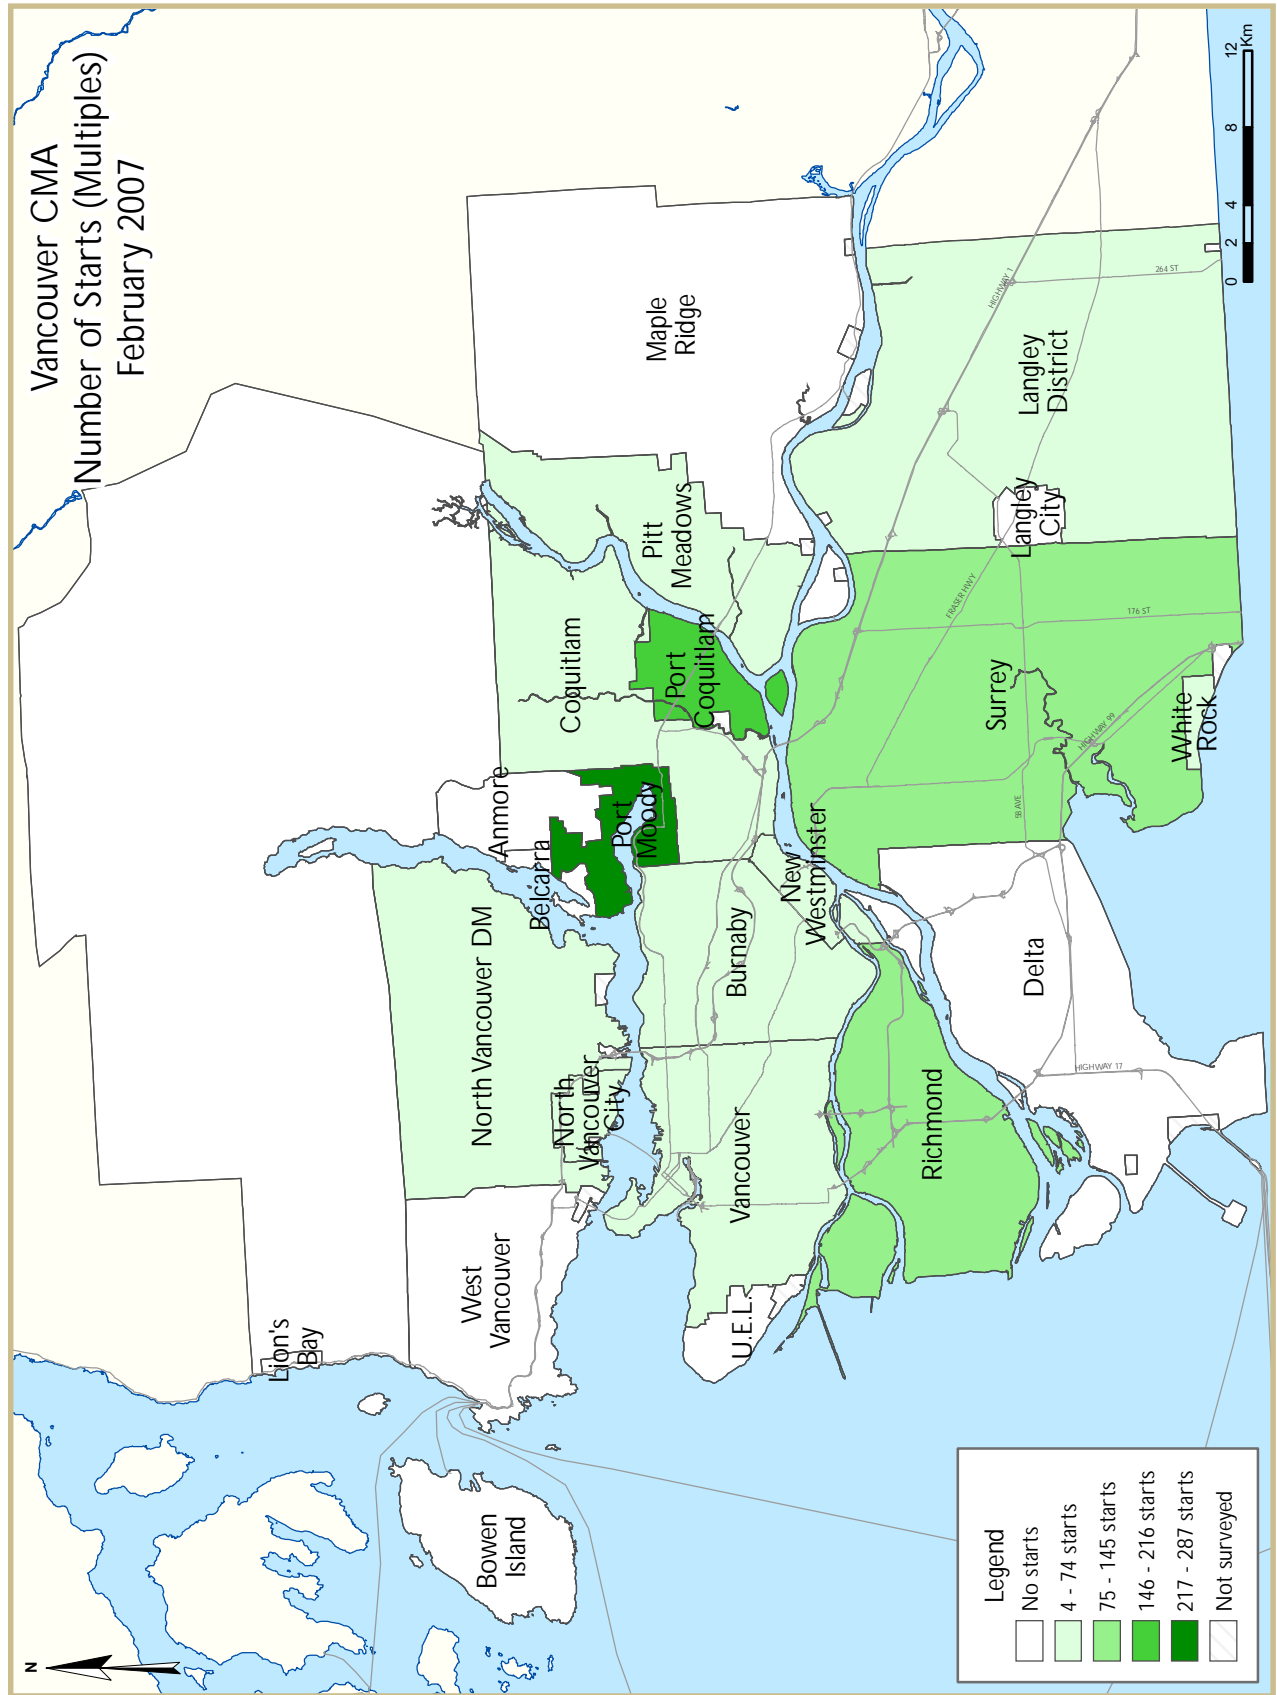 Vancouver CMA
Number of Starts (Multiples)
February 2007
N
Lion's
Bay
Bowen
Island
West
Vancouver
North Vancouver DM
North
Vancouver
City
Belcarra
Anmore
Port
Moody
Coquitlam
Port
Coquitlam
Pitt
Meadows
Maple
Ridge
U.E.L.
Vancouver
Burnaby
New
Westminster
Richmond
Delta
Surrey
White
Rock
Langley
City
Langley
District
HIGHWAY 1
264 ST
FRASER HWY
176 ST
HIGHWAY 99
58 AVE
HIGHWAY 17
Legend
No starts
4 - 74 starts
75 - 145 starts
146 - 216 starts
217 - 287 starts
Not surveyed
0 2 4 8 12
Km